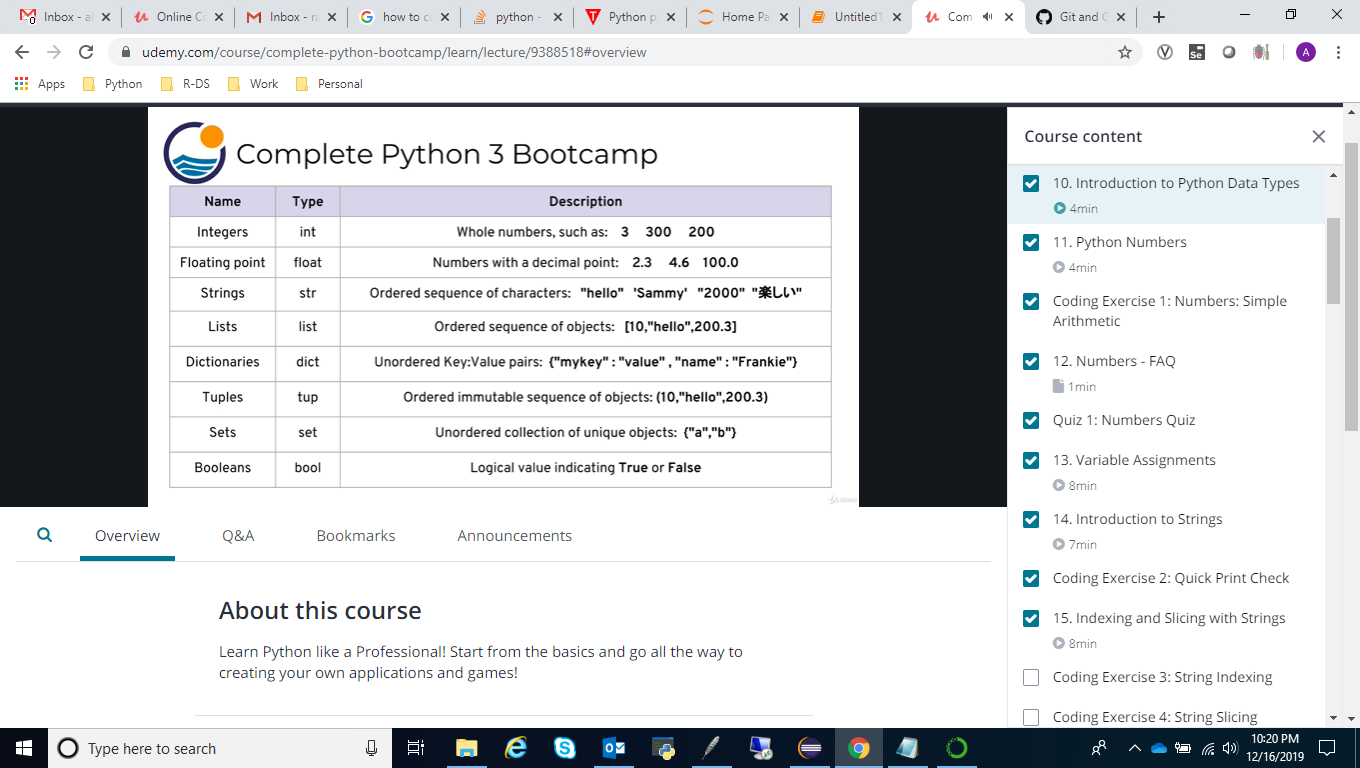 Inbox - al
Online Co
Inbox - ra
how to co
python -
Python p
Home Pa
Untitled1
Com
Git and G
udemy.com/course/complete-python-bootcamp/learn/lecture/9388518#overview
A
Apps
Python
R-DS
Work
Personal
Complete Python 3 Bootcamp
Name Type Description
Integers int Whole numbers, such as: 3 300 200
Floating point float Numbers with a decimal point: 2.3 4.6 100.0
Strings str Ordered sequence of characters: "hello" 'Sammy' "2000" "楽しい"
Lists list Ordered sequence of objects: [10,"hello",200.3]
Dictionaries dict Unordered Key:Value pairs: {"mykey" : "value" , "name" : "Frankie"}
Tuples tup Ordered immutable sequence of objects: (10,"hello",200.3)
Sets set Unordered collection of unique objects: {"a","b"}
Booleans bool Logical value indicating True or False
Overview
Q&A
Bookmarks
Announcements
About this course
Learn Python like a Professional! Start from the basics and go all the way to
creating your own applications and games!
Course content
10. Introduction to Python Data Types
4min
11. Python Numbers
4min
Coding Exercise 1: Numbers: Simple
Arithmetic
12. Numbers - FAQ
1min
Quiz 1: Numbers Quiz
13. Variable Assignments
8min
14. Introduction to Strings
7min
Coding Exercise 2: Quick Print Check
15. Indexing and Slicing with Strings
8min
Coding Exercise 3: String Indexing
Coding Exercise 4: String Slicing
Type here to search
10:20 PM
12/16/2019